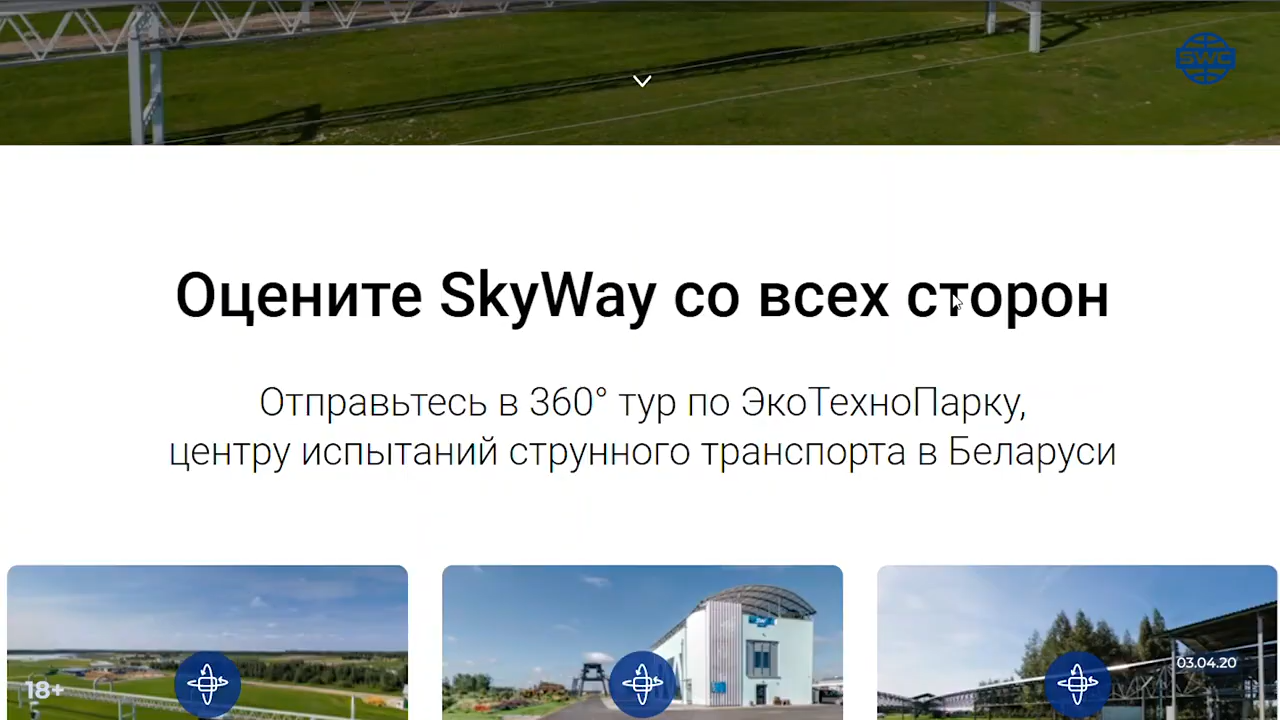 SWC
Оцените SkyWay со всех сторон
Отправьтесь в 360° тур по ЭкоТехноПарку,
центру испытаний струнного транспорта в Беларуси
03.04.20
18+